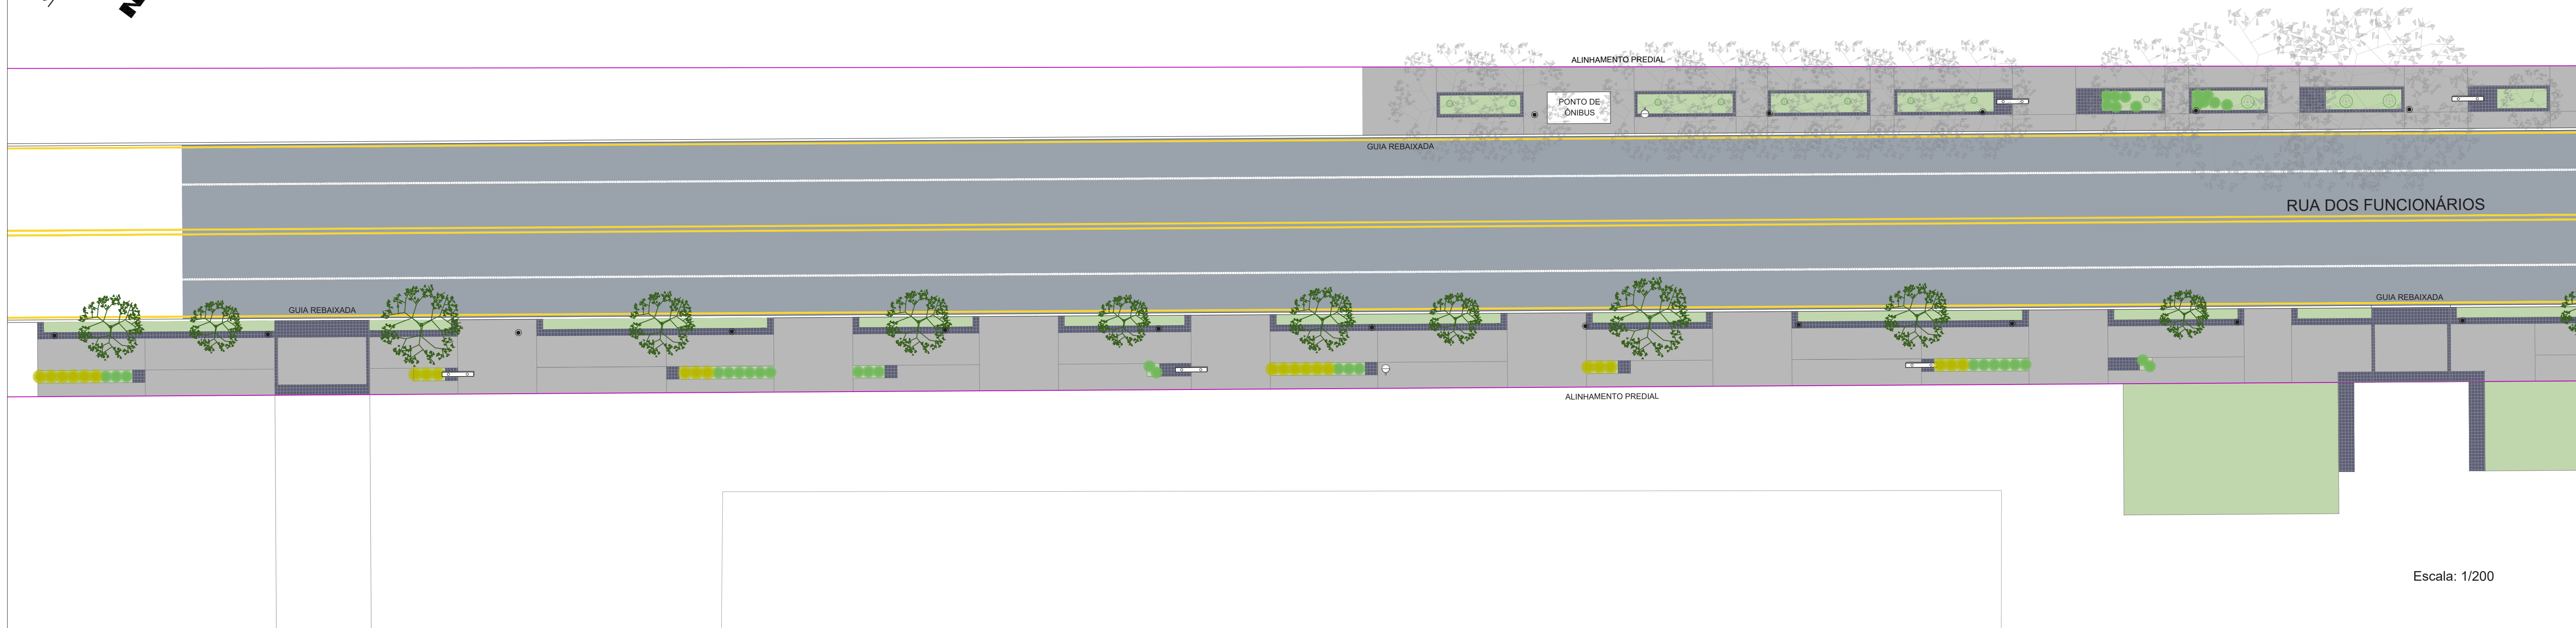 ALINHAMENTO PREDIAL
PONTO DE
ÔNIBUS
GUIA REBAIXADA
RUA DOS FUNCIONÁRIOS
GUIA REBAIXADA
GUIA REBAIXADA
ALINHAMENTO PREDIAL
Escala: 1/200